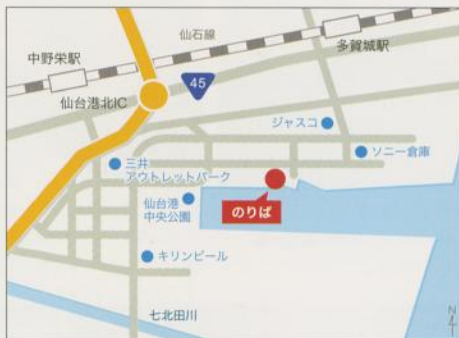 仙石線
多賀城駅
中野栄駅
45
仙台港北IC
ジャスコ
ソニー倉庫
三井
アウトレットパーク
仙台港
中央公園
のりば
キリンビール
七北田川
N